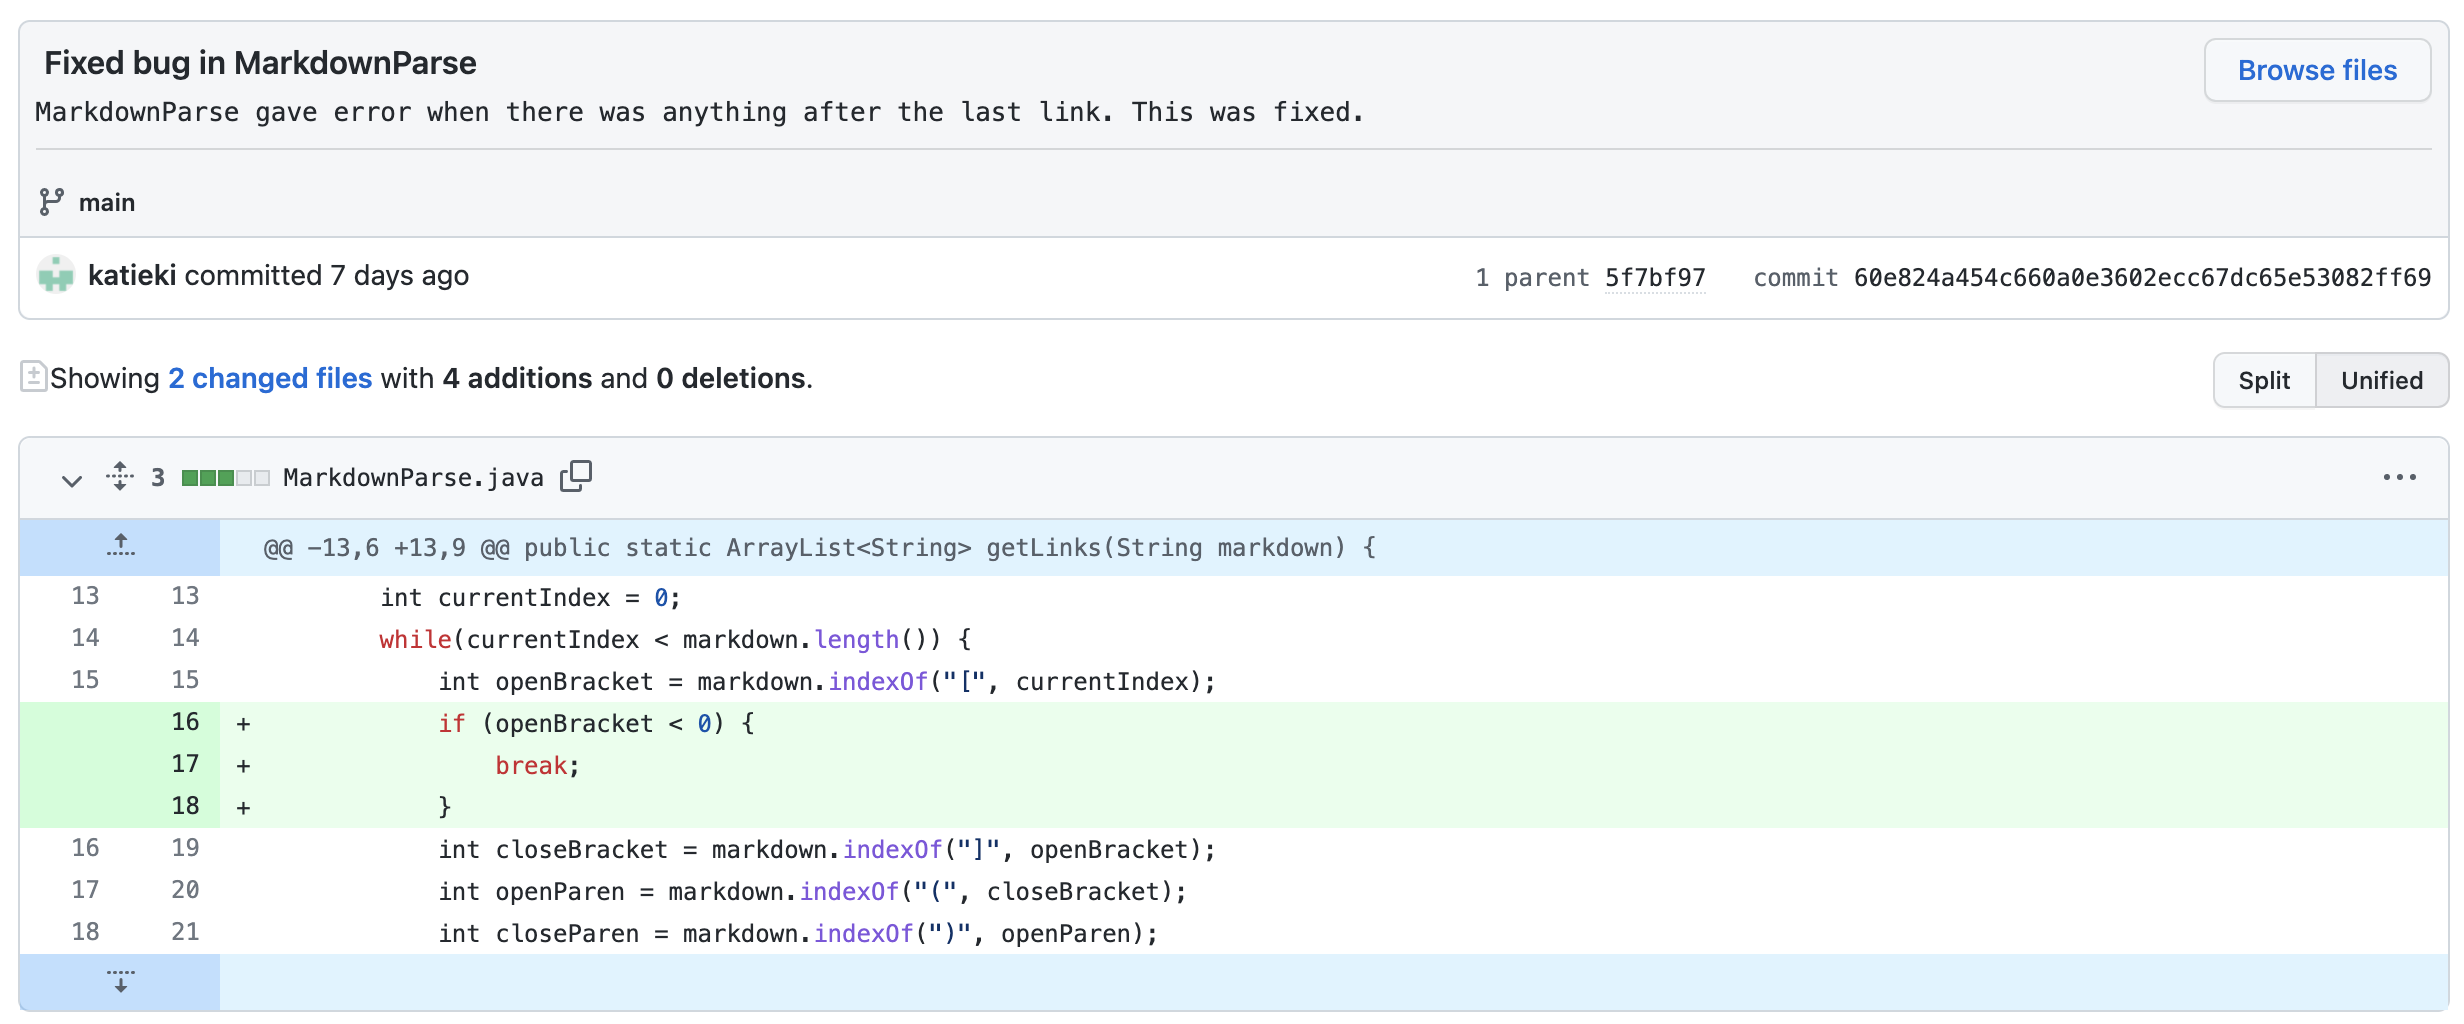 Fixed bug in MarkdownParse
Browse files
MarkdownParse gave error when there was anything after the last link. This was fixed.
main
katieki committed 7 days ago
1 parent 5f7bf97 commit 60e824a454c660a0e3602ecc67dc65e53082ff69
Showing 2 changed files with 4 additions and 0 deletions.
Split Unified
3 MarkdownParse.java
@@ -13,6 +13,9 @@ public static ArrayList<String> getLinks(String markdown) {
13 13 int currentIndex = 0;
14 14 while(currentIndex < markdown.length()) {
15 15 int openBracket = markdown.indexOf("[", currentIndex);
16 + if (openBracket < 0) {
17 + break;
18 + }
16 19 int closeBracket = markdown.indexOf("]", openBracket);
17 20 int openParen = markdown.indexOf("(", closeBracket);
18 21 int closeParen = markdown.indexOf(")", openParen);